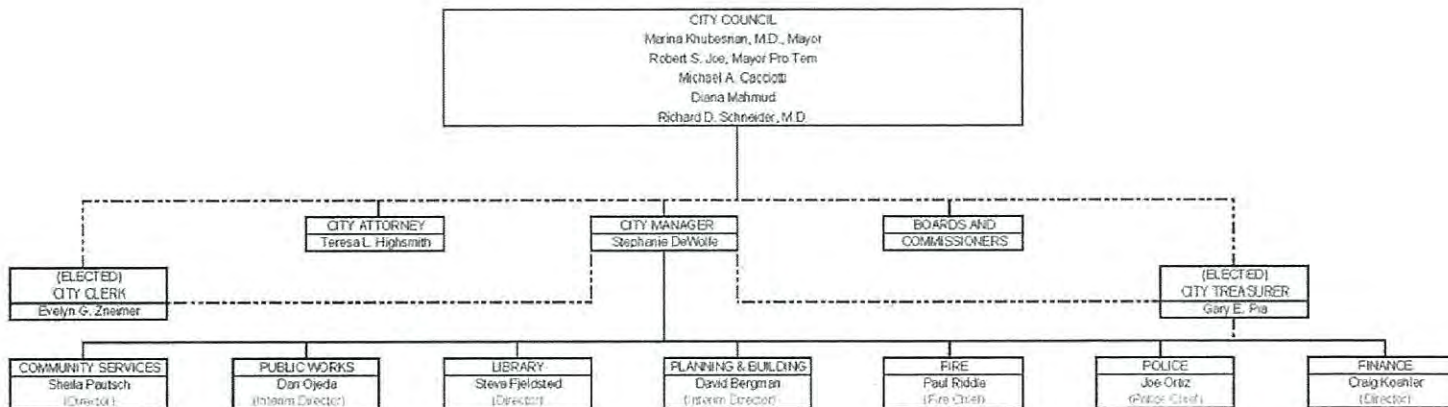 CITY COUNCIL
Marina Khubesrian, M.D., Mayor
Robert S. Joe, Mayor Pro Tem
Michael A. Cacciotti
Diana Mahmud
Richard D. Schneider, M.D.
CITY ATTORNEY
Teresa L. Highsmith
CITY MANAGER
Stephanie DeWolfe
BOARDS AND
COMMISSIONERS
(ELECTED)
CITY CLERK
Evelyn G. Zneimer
(ELECTED)
CITY TREASURER
Gary E. Pia
COMMUNITY SERVICES
Sheila Pautsch
(Director)
PUBLIC WORKS
Dan Ojeda
(Interim Director)
LIBRARY
Steve Fjeldsted
(Director)
PLANNING & BUILDING
David Bergman
(Interim Director)
FIRE
Paul Riddle
(Fire Chief)
POLICE
Joe Ortiz
(Police Chief)
FINANCE
Craig Koehler
(Director)